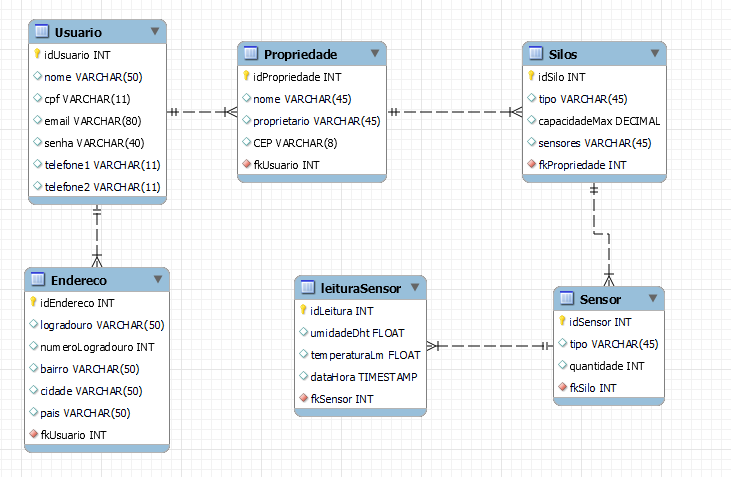 Usuario
idUsuario INT
nome VARCHAR(50)
cpf VARCHAR(11)
email VARCHAR(80)
senha VARCHAR(40)
telefone1 VARCHAR(11)
telefone2 VARCHAR(11)
Propriedade
idPropriedade INT
nome VARCHAR(45)
proprietario VARCHAR(45)
CEP VARCHAR(8)
fkUsuario INT
Silos
idSilo INT
tipo VARCHAR(45)
capacidadeMax DECIMAL
sensores VARCHAR(45)
fkPropriedade INT
Endereco
idEndereco INT
logradouro VARCHAR(50)
numeroLogradouro INT
bairro VARCHAR(50)
cidade VARCHAR(50)
pais VARCHAR(50)
fkUsuario INT
leituraSensor
idLeitura INT
umidadeDht FLOAT
temperaturaLm FLOAT
dataHora TIMESTAMP
fkSensor INT
Sensor
idSensor INT
tipo VARCHAR(45)
quantidade INT
fkSilo INT